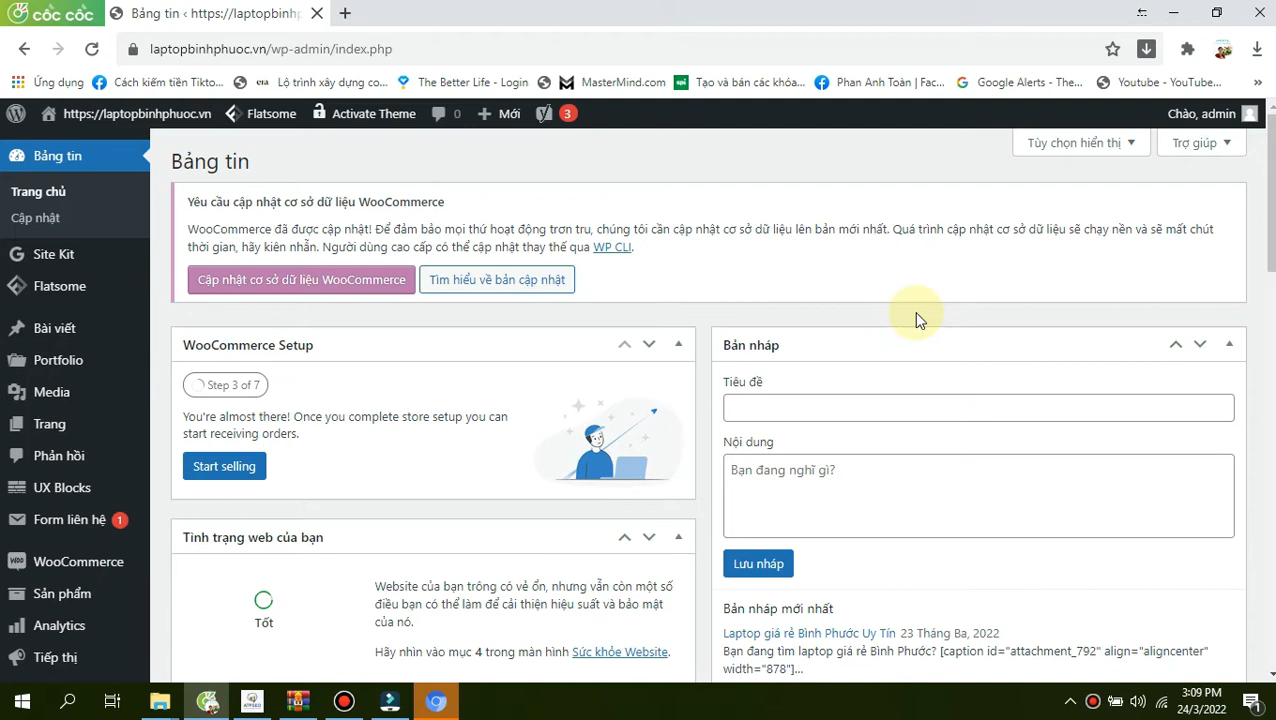 cốc cốc
Bảng tin ‹ https://laptopbinhp
laptopbinhphuoc.vn/wp-admin/index.php
Ứng dụng
Cách kiếm tiền Tikto...
Lộ trình xây dựng co...
The Better Life - Login
MasterMind.com
Tạo và bán các khóa...
Phan Anh Toàn | Fac...
Google Alerts - The...
Youtube - YouTube...
»
https://laptopbinhphuoc.vn
Flatsome
Activate Theme
0
Mới
3
Chào, admin
Bảng tin
Trang chủ
Cập nhật
Site Kit
Flatsome
Bài viết
Portfolio
Media
Trang
Phản hồi
UX Blocks
Form liên hệ 1
WooCommerce
Sản phẩm
Analytics
Tiếp thị
Tùy chọn hiển thị
Trợ giúp
Bảng tin
Yêu cầu cập nhật cơ sở dữ liệu WooCommerce
WooCommerce đã được cập nhật! Để đảm bảo mọi thứ hoạt động trơn tru, chúng tôi cần cập nhật cơ sở dữ liệu lên bản mới nhất. Quá trình cập nhật cơ sở dữ liệu sẽ chạy nền và sẽ mất chút
thời gian, hãy kiên nhẫn. Người dùng cao cấp có thể cập nhật thay thế qua WP CLI.
Cập nhật cơ sở dữ liệu WooCommerce
Tìm hiểu về bản cập nhật
WooCommerce Setup
Step 3 of 7
You're almost there! Once you complete store setup you can
start receiving orders.
Start selling
Tình trạng web của bạn
Tốt
Website của bạn trông có vẻ ổn, nhưng vẫn còn một số
điều bạn có thể làm để cải thiện hiệu suất và bảo mật
của nó.
Hãy nhìn vào mục 4 trong màn hình Sức khỏe Website.
Bản nháp
Tiêu đề
Nội dung
Bạn đang nghĩ gì?
Lưu nháp
Bản nháp mới nhất
Laptop giá rẻ Bình Phước Uy Tín 23 Tháng Ba, 2022
Bạn đang tìm laptop giá rẻ Bình Phước? [caption id="attachment_792" align="aligncenter"
width="878"]...
3:09 PM
24/3/2022
1